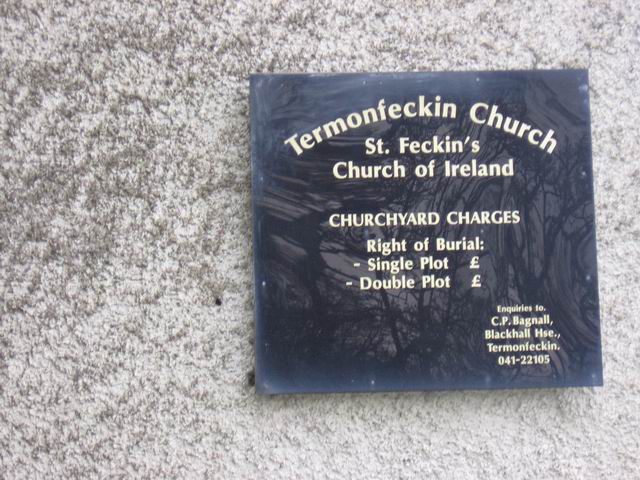 Termonfeckin Church
St. Feckin's
Church of Ireland
CHURCHYARD CHARGES
Right of Burial:
- Single Plot £
- Double Plot £
Enquiries to.
C.P. Bagnall,
Blackhall Hse.,
Termonfeckin.
041-22105